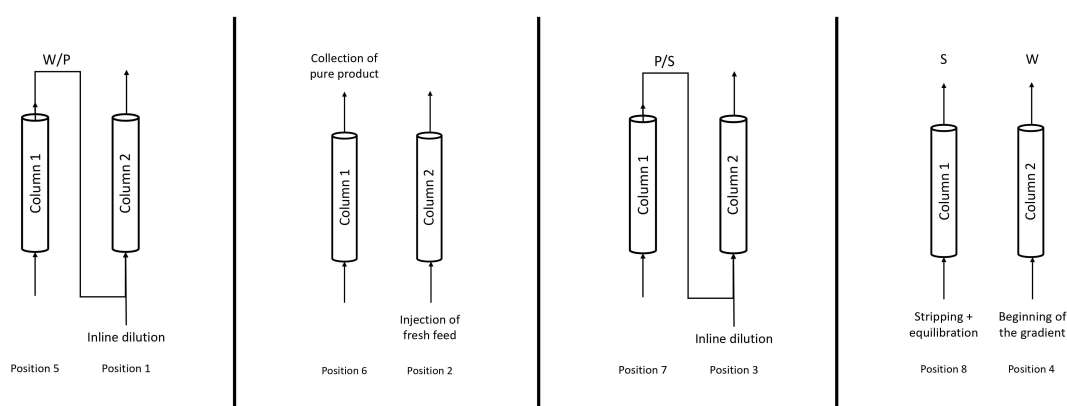 W/P
Column 1
Column 2
Inline dilution
Position 5
Position 1
Collection of
pure product
Column 1
Column 2
Injection of
fresh feed
Position 6
Position 2
P/S
Column 1
Column 2
Inline dilution
Position 7
Position 3
S
W
Column 1
Column 2
Stripping +
equilibration
Beginning of
the gradient
Position 8
Position 4